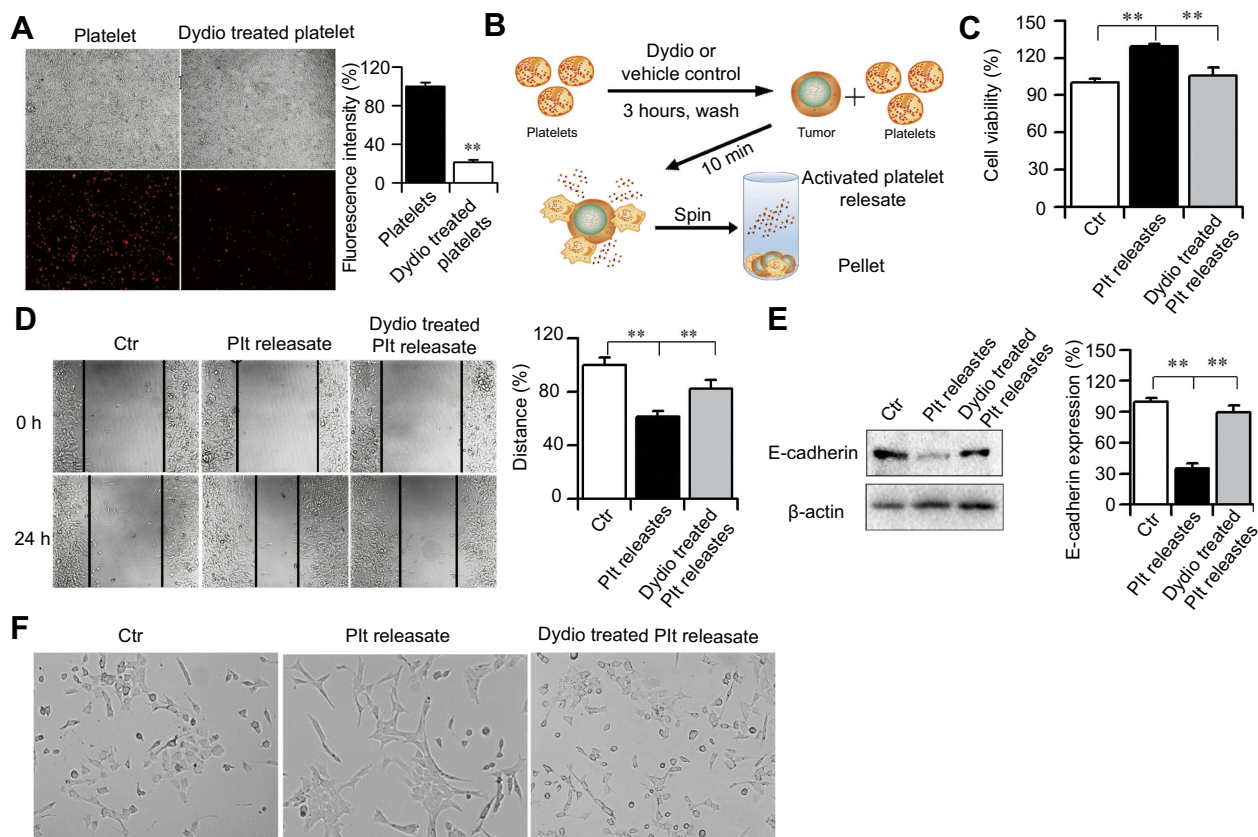 A
Platelet
Dydio treated platelet
Fluorescence intensity (%)
120
80
40
0
**
Platelets
Dydio treated
platelets
B
Dydio or
vehicle control
3 hours, wash
Platelets
Tumor
+
Platelets
10 min
Spin
Activated platelet
relesate
Pellet
C
Cell viability (%)
150
120
90
60
30
0
**
**
Ctr
Plt releastes
Dydio treated
Plt releastes
D
Ctr
Plt releasate
Dydio treated
Plt releasate
0 h
24 h
Distance (%)
120
80
40
0
**
**
Ctr
Plt releastes
Dydio treated
Plt releastes
E
Ctr
Plt releastes
Dydio treated
Plt releastes
E-cadherin
β-actin
E-cadherin expression (%)
150
120
90
60
30
0
**
**
Ctr
Plt releastes
Dydio treated
Plt releastes
F
Ctr
Plt releasate
Dydio treated Plt releasate